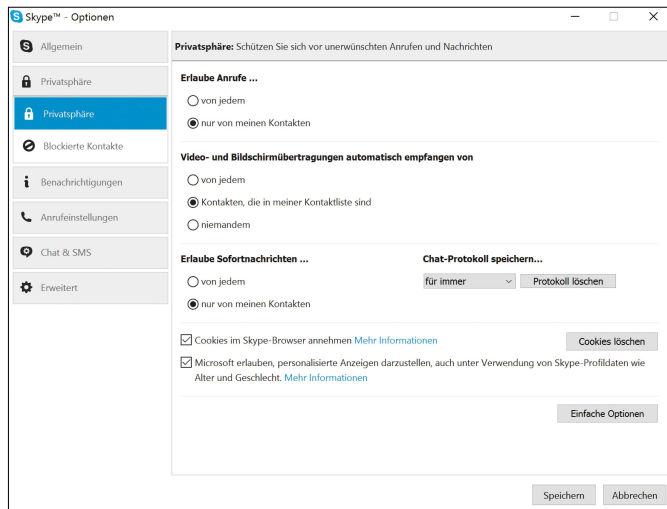 Skype™ - Optionen
Allgemein
Privatsphäre
Privatsphäre
Blockierte Kontakte
Benachrichtigungen
Anrufeinstellungen
Chat & SMS
Erweitert
Privatsphäre: Schützen Sie sich vor unerwünschten Anrufen und Nachrichten
Erlaube Anrufe ...
von jedem
nur von meinen Kontakten
Video- und Bildschirmübertragungen automatisch empfangen von
von jedem
Kontakten, die in meiner Kontaktliste sind
niemandem
Erlaube Sofortnachrichten ...
von jedem
nur von meinen Kontakten
Chat-Protokoll speichern...
für immer
Protokoll löschen
Cookies im Skype-Browser annehmen Mehr Informationen
Cookies löschen
Microsoft erlauben, personalisierte Anzeigen darzustellen, auch unter Verwendung von Skype-Profildaten wie
Alter und Geschlecht. Mehr Informationen
Einfache Optionen
Speichern
Abbrechen